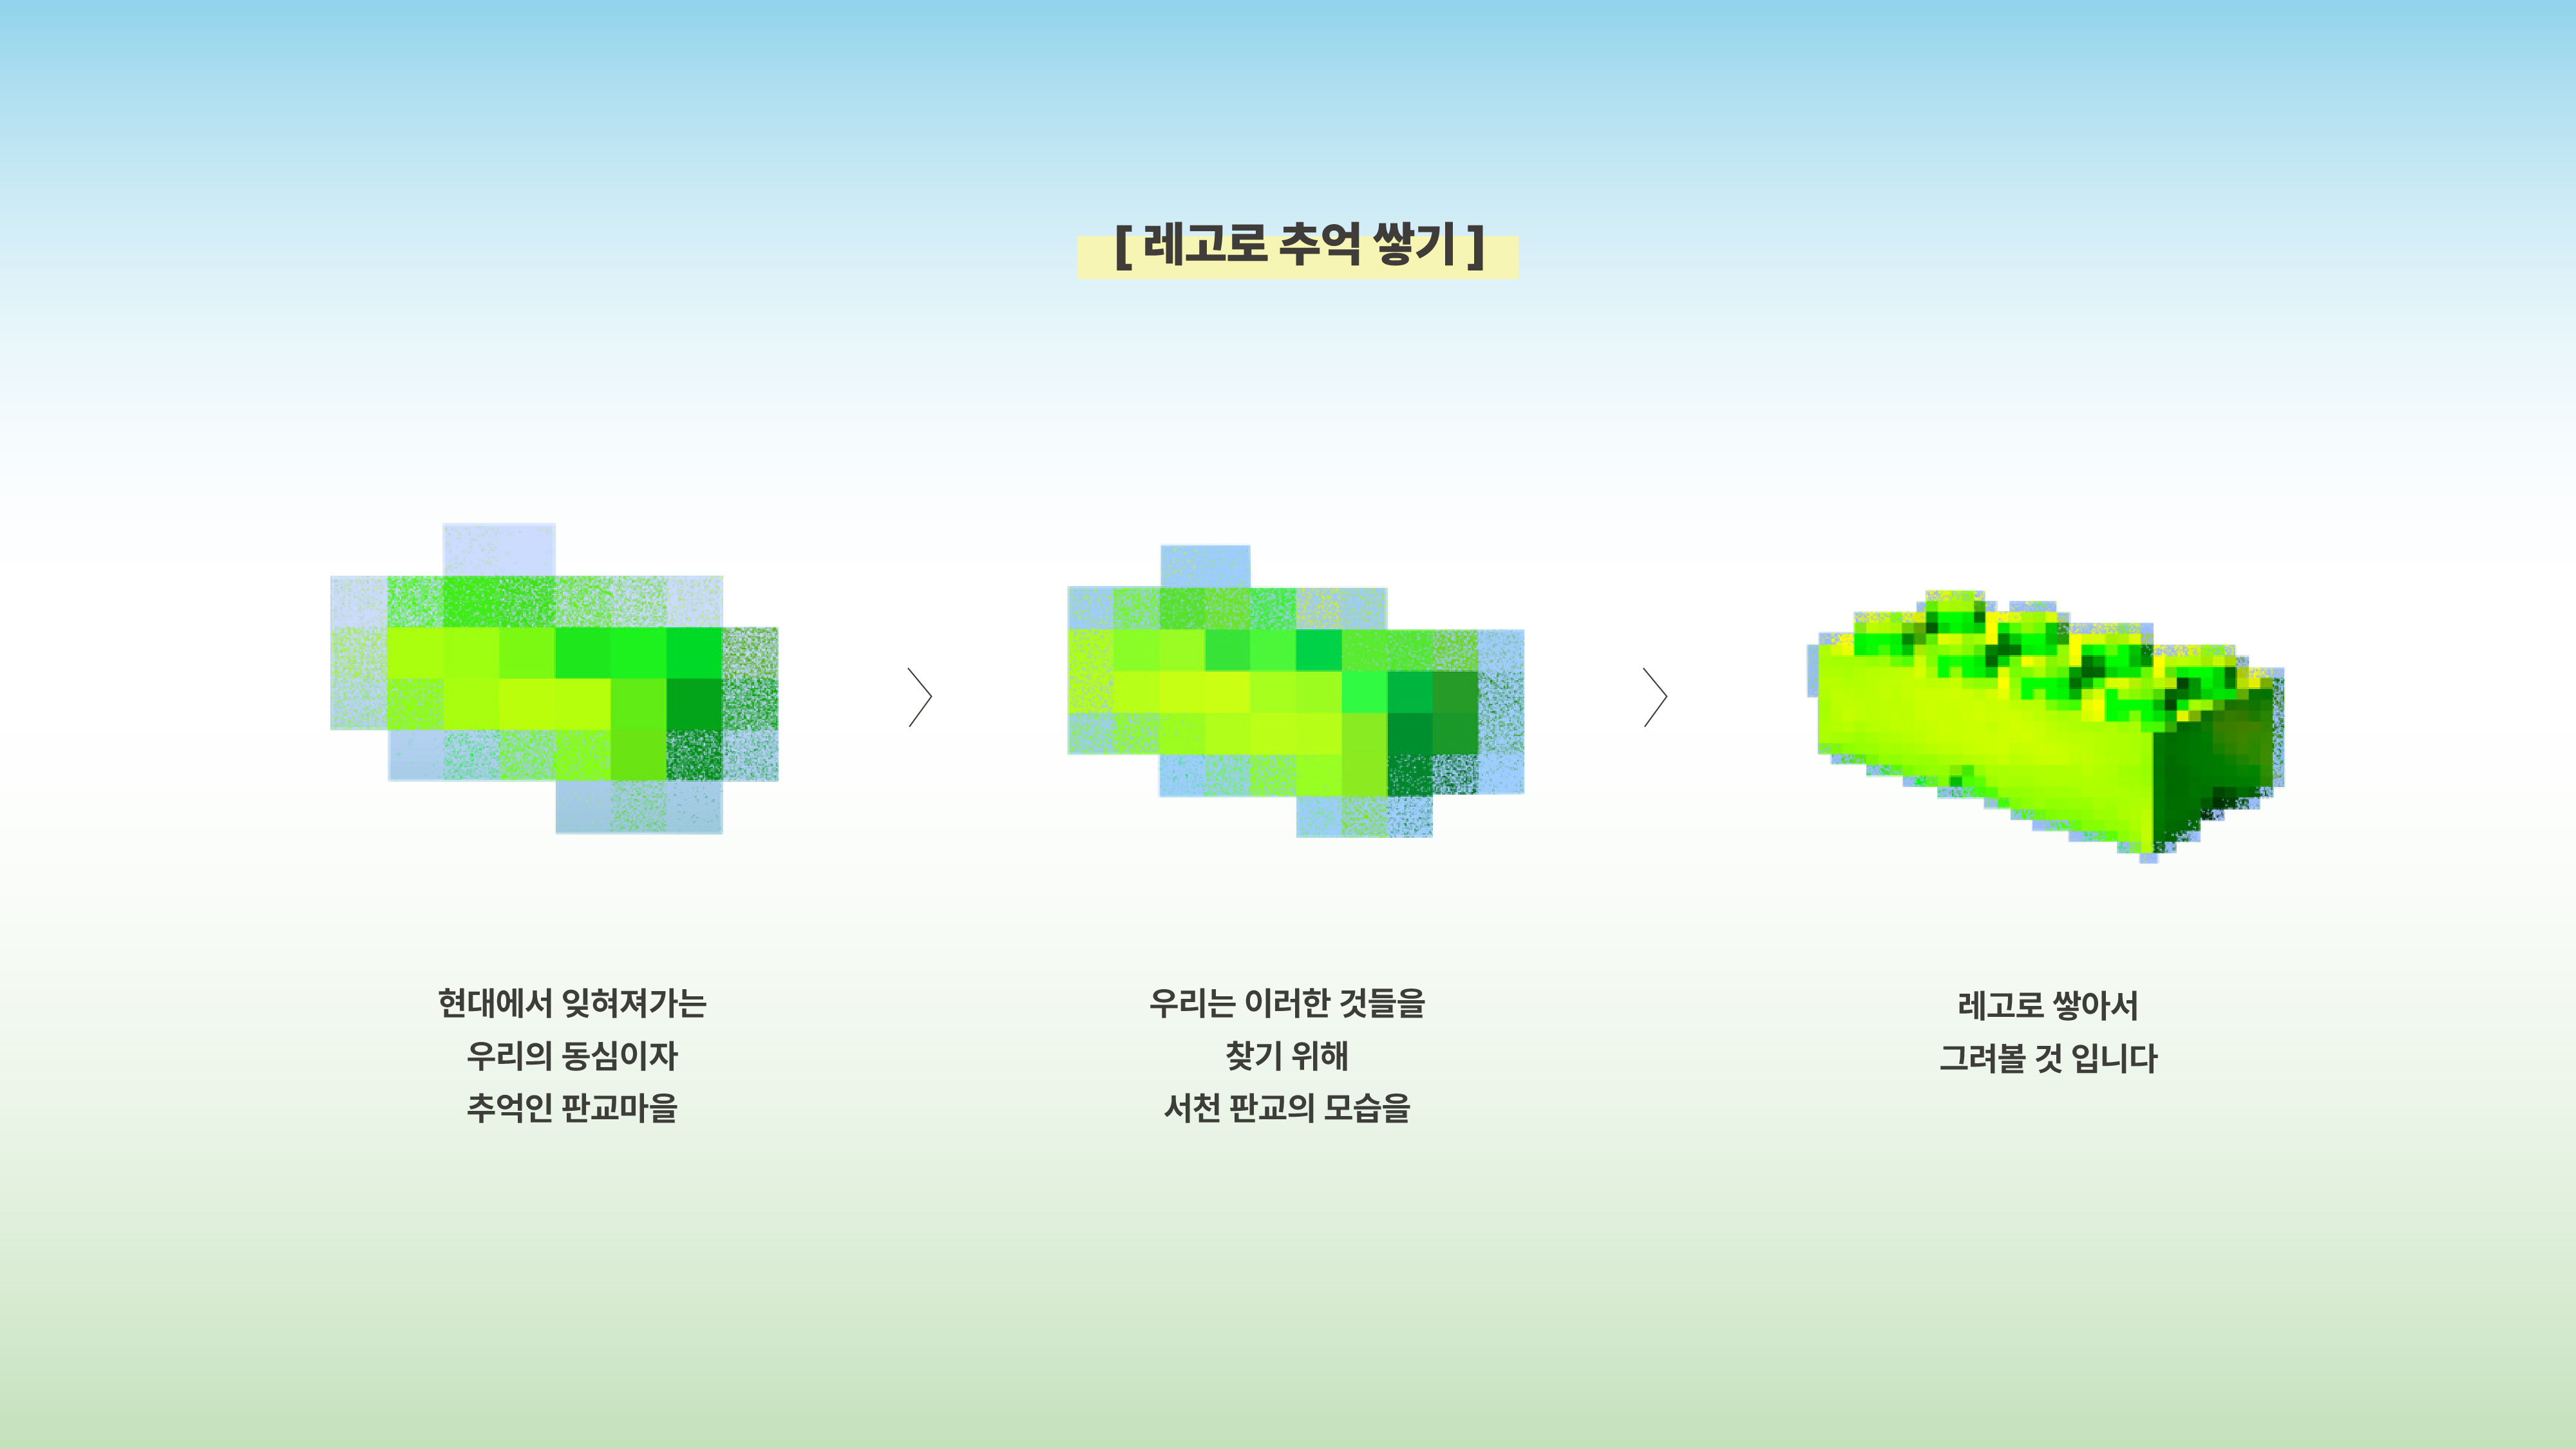 [ 레고로 추억 쌓기 ]
현대에서 잊혀져가는
우리의 동심이자
추억인 판교마을
우리는 이러한 것들을
찾기 위해
서천 판교의 모습을
레고로 쌓아서
그려볼 것 입니다